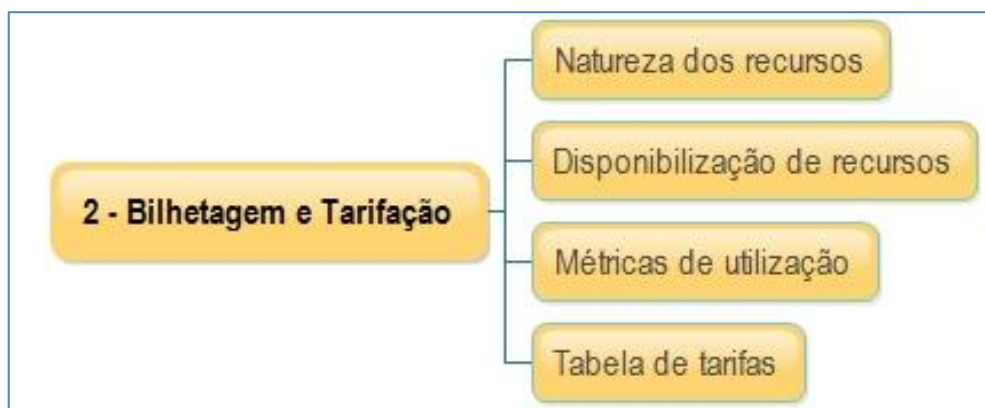 2 - Bilhetagem e Tarifação
Natureza dos recursos
Disponibilização de recursos
Métricas de utilização
Tabela de tarifas